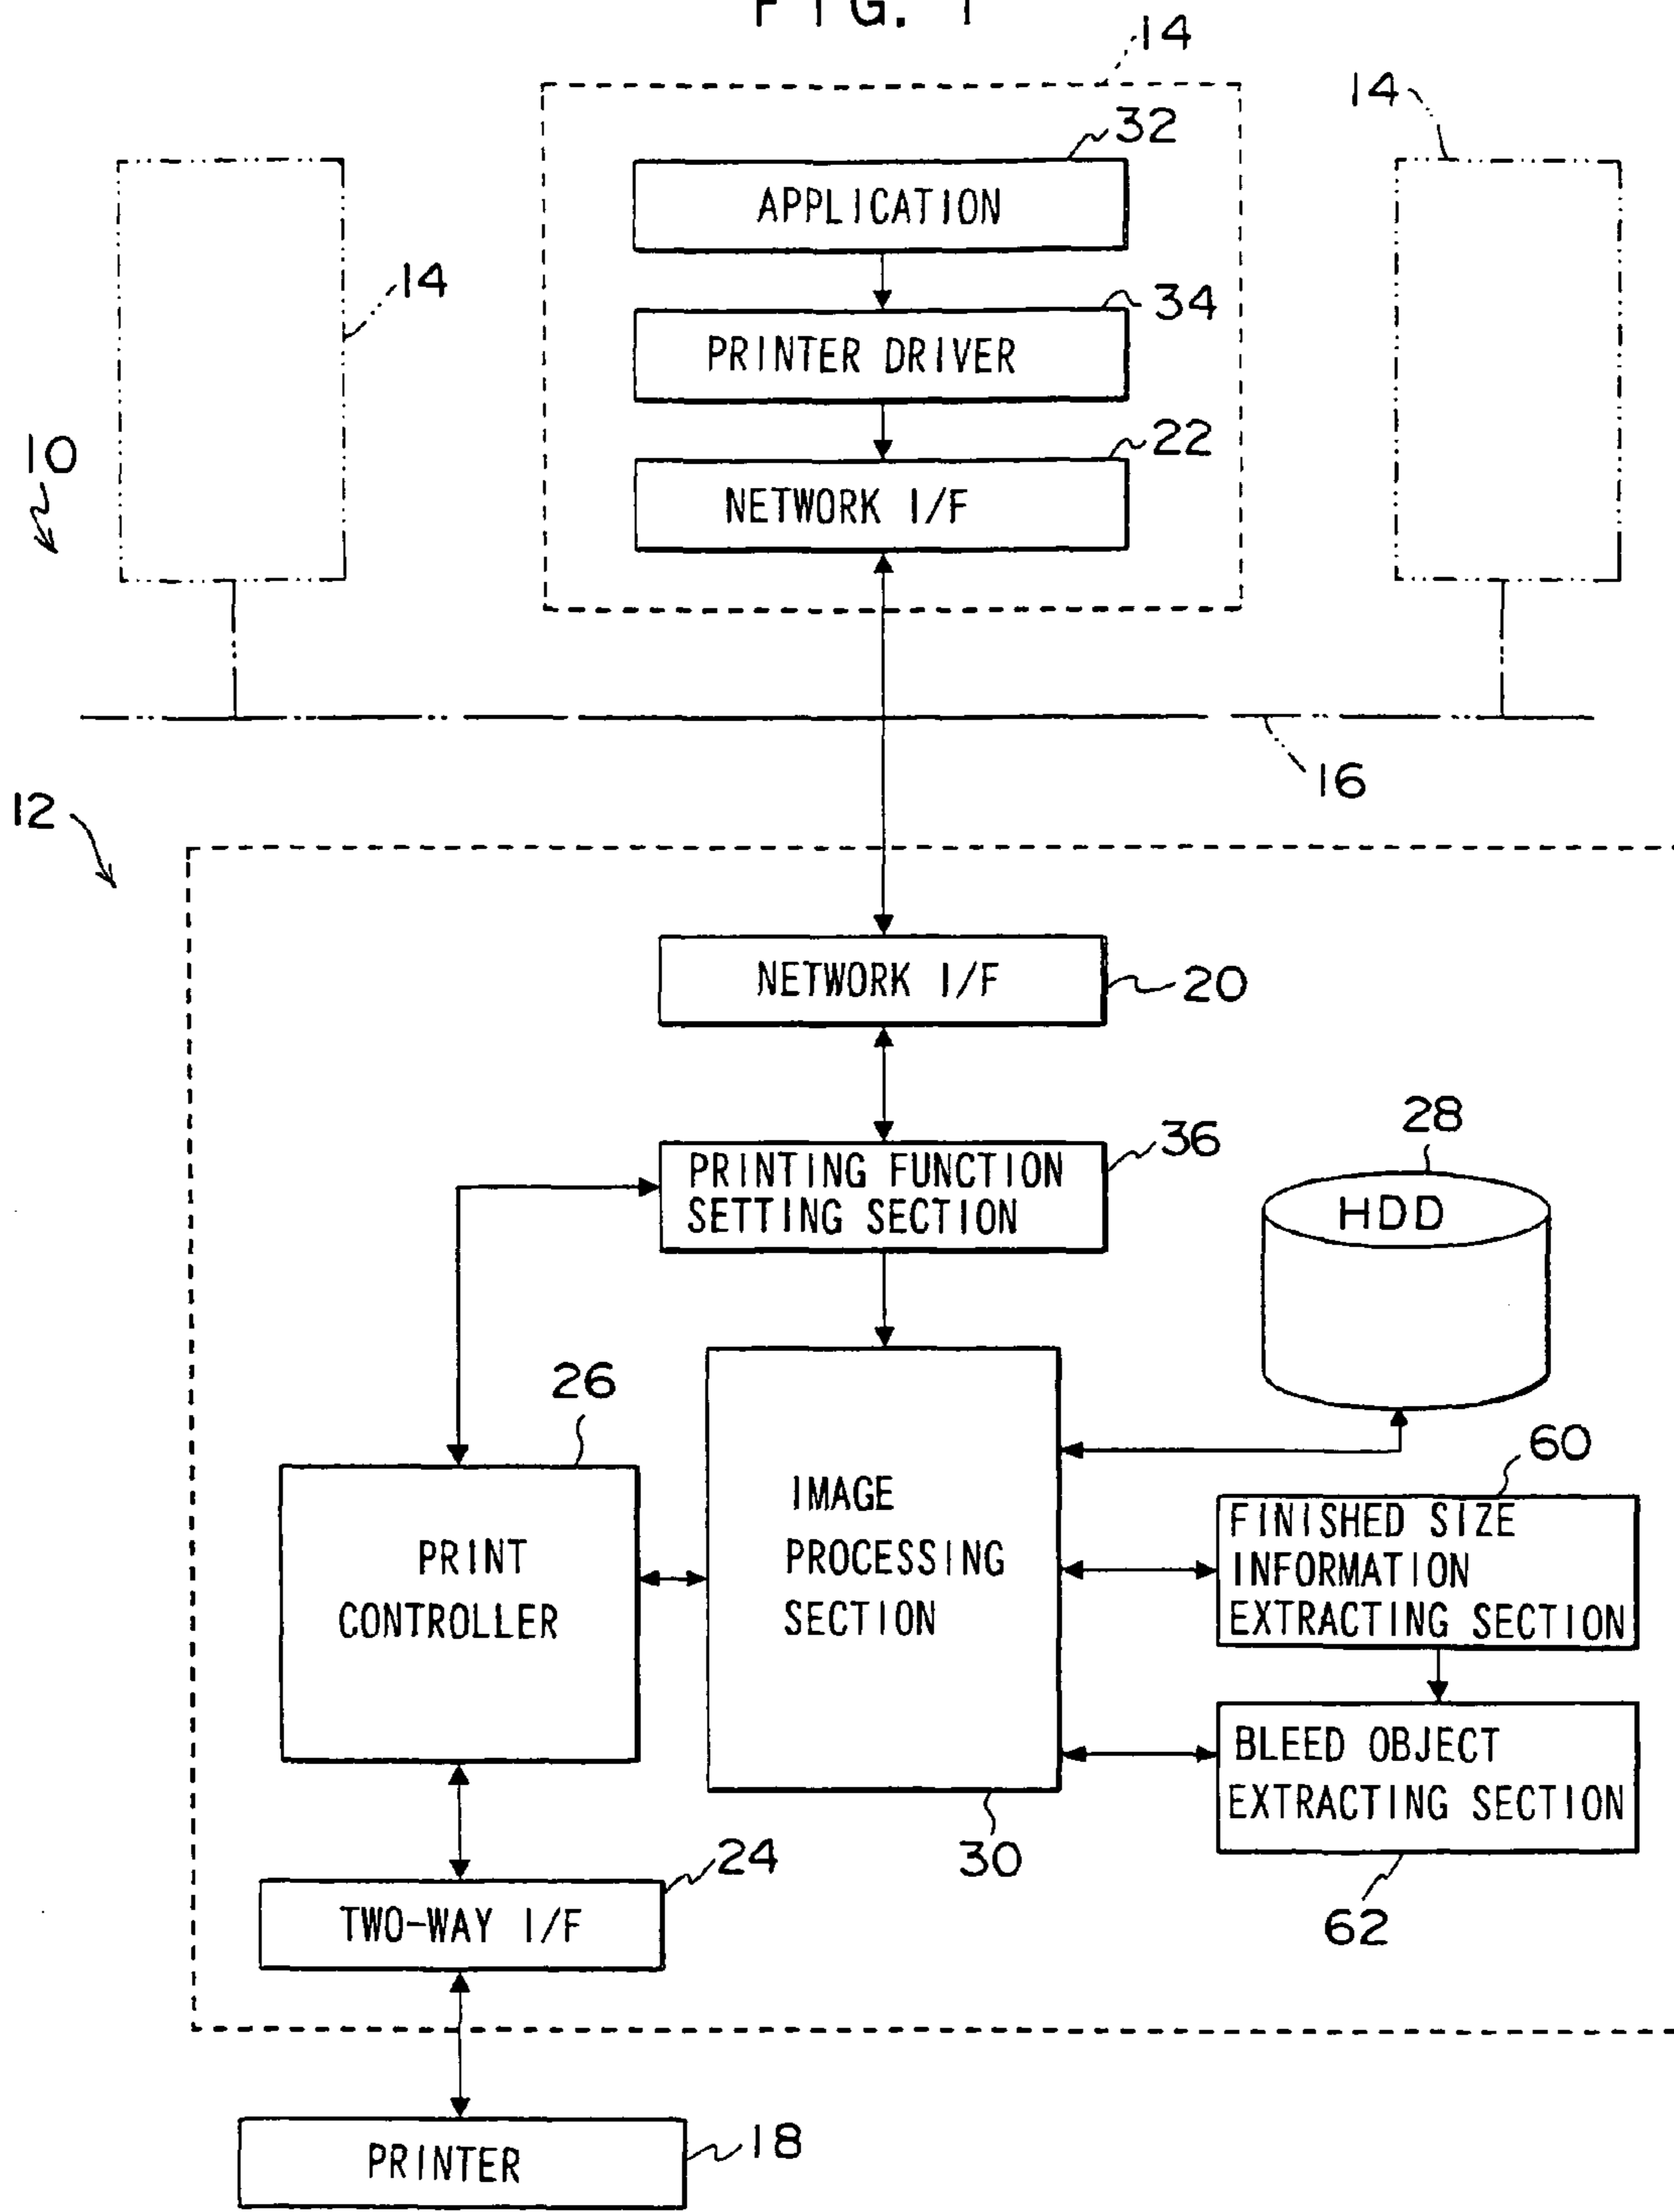 FIG. 1
14
14
32
APPLICATION
14
34
PRINTER DRIVER
22
10
NETWORK I/F
16
12
NETWORK I/F
20
28
36
PRINTING FUNCTION
SETTING SECTION
HDD
26
60
IMAGE
PROCESSING
SECTION
FINISHED SIZE
INFORMATION
EXTRACTING SECTION
PRINT
CONTROLLER
BLEED OBJECT
EXTRACTING SECTION
24
30
TWO-WAY I/F
62
PRINTER
18